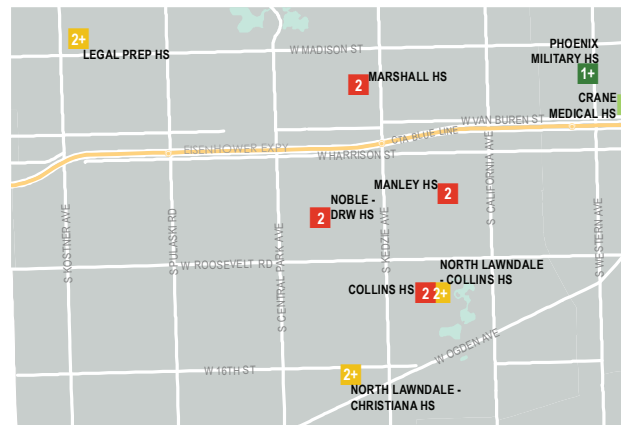 2+
LEGAL PREP HS
W MADISON ST
PHOENIX
MILITARY HS
1+
2
MARSHALL HS
CRANE
MEDICAL HS
W VAN BUREN ST
CTA BLUE LINE
EISENHOWER EXPY
W HARRISON ST
MANLEY HS
2
NOBLE -
DRW HS
2
S KOSTNER AVE
S PULASKI RD
S CENTRAL PARK AVE
S KEDZIE AVE
S CALIFORNIA AVE
S WESTERN AVE
W ROOSEVELT RD
NORTH LAWNDALE
- COLLINS HS
COLLINS HS
2
2+
W OGDEN AVE
W 16TH ST
2+
NORTH LAWNDALE -
CHRISTIANA HS